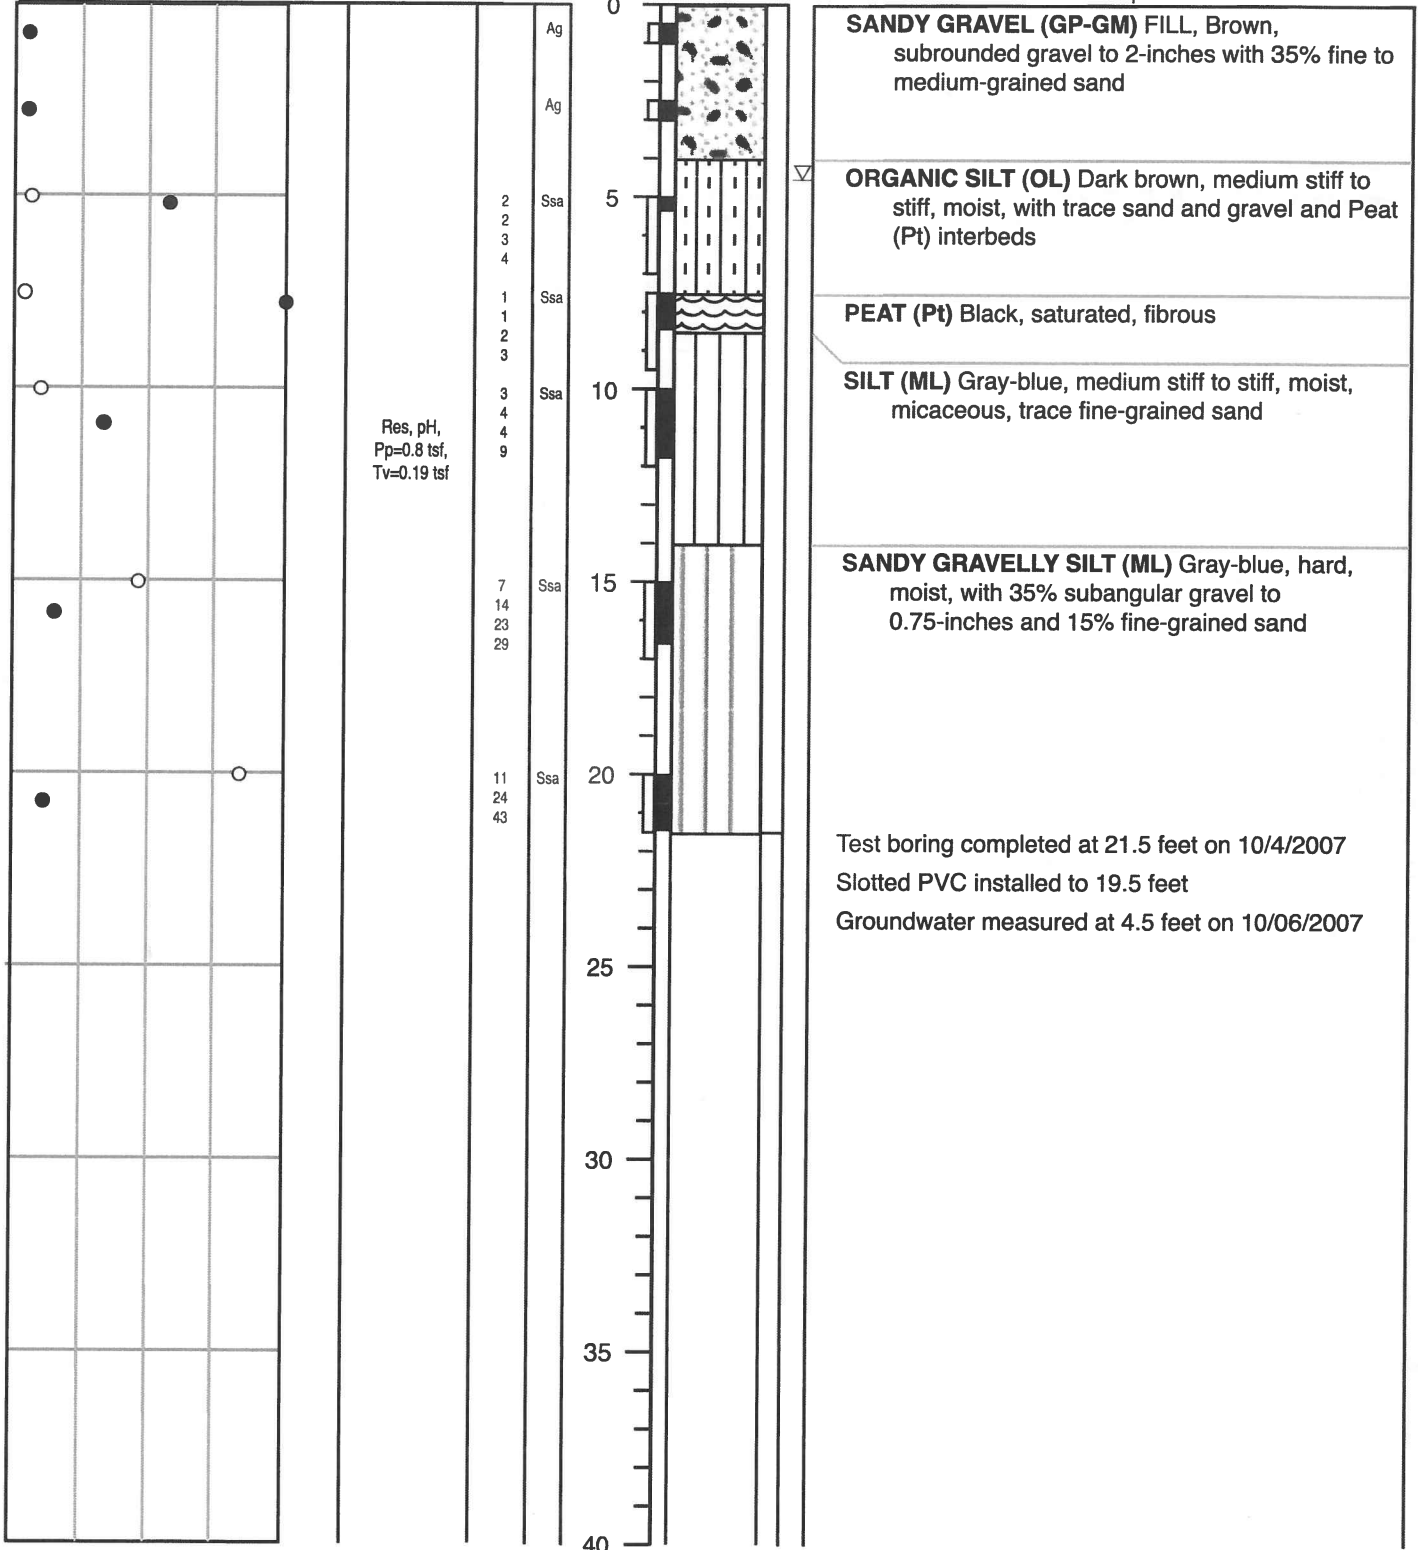 0
Ag
SANDY GRAVEL (GP-GM) FILL, Brown,
subrounded gravel to 2-inches with 35% fine to
medium-grained sand
Ag
ORGANIC SILT (OL) Dark brown, medium stiff to
stiff, moist, with trace sand and gravel and Peat
(Pt) interbeds
2 Ssa 5
2
3
4
1 Ssa
1
2
3
PEAT (Pt) Black, saturated, fibrous
SILT (ML) Gray-blue, medium stiff to stiff, moist,
micaceous, trace fine-grained sand
3 Ssa 10
4
4
9
Res, pH,
Pp=0.8 tsf,
Tv=0.19 tsf
SANDY GRAVELLY SILT (ML) Gray-blue, hard,
moist, with 35% subangular gravel to
0.75-inches and 15% fine-grained sand
7 Ssa 15
14
23
29
11 Ssa 20
24
43
Test boring completed at 21.5 feet on 10/4/2007
Slotted PVC installed to 19.5 feet
Groundwater measured at 4.5 feet on 10/06/2007
25
30
35
40